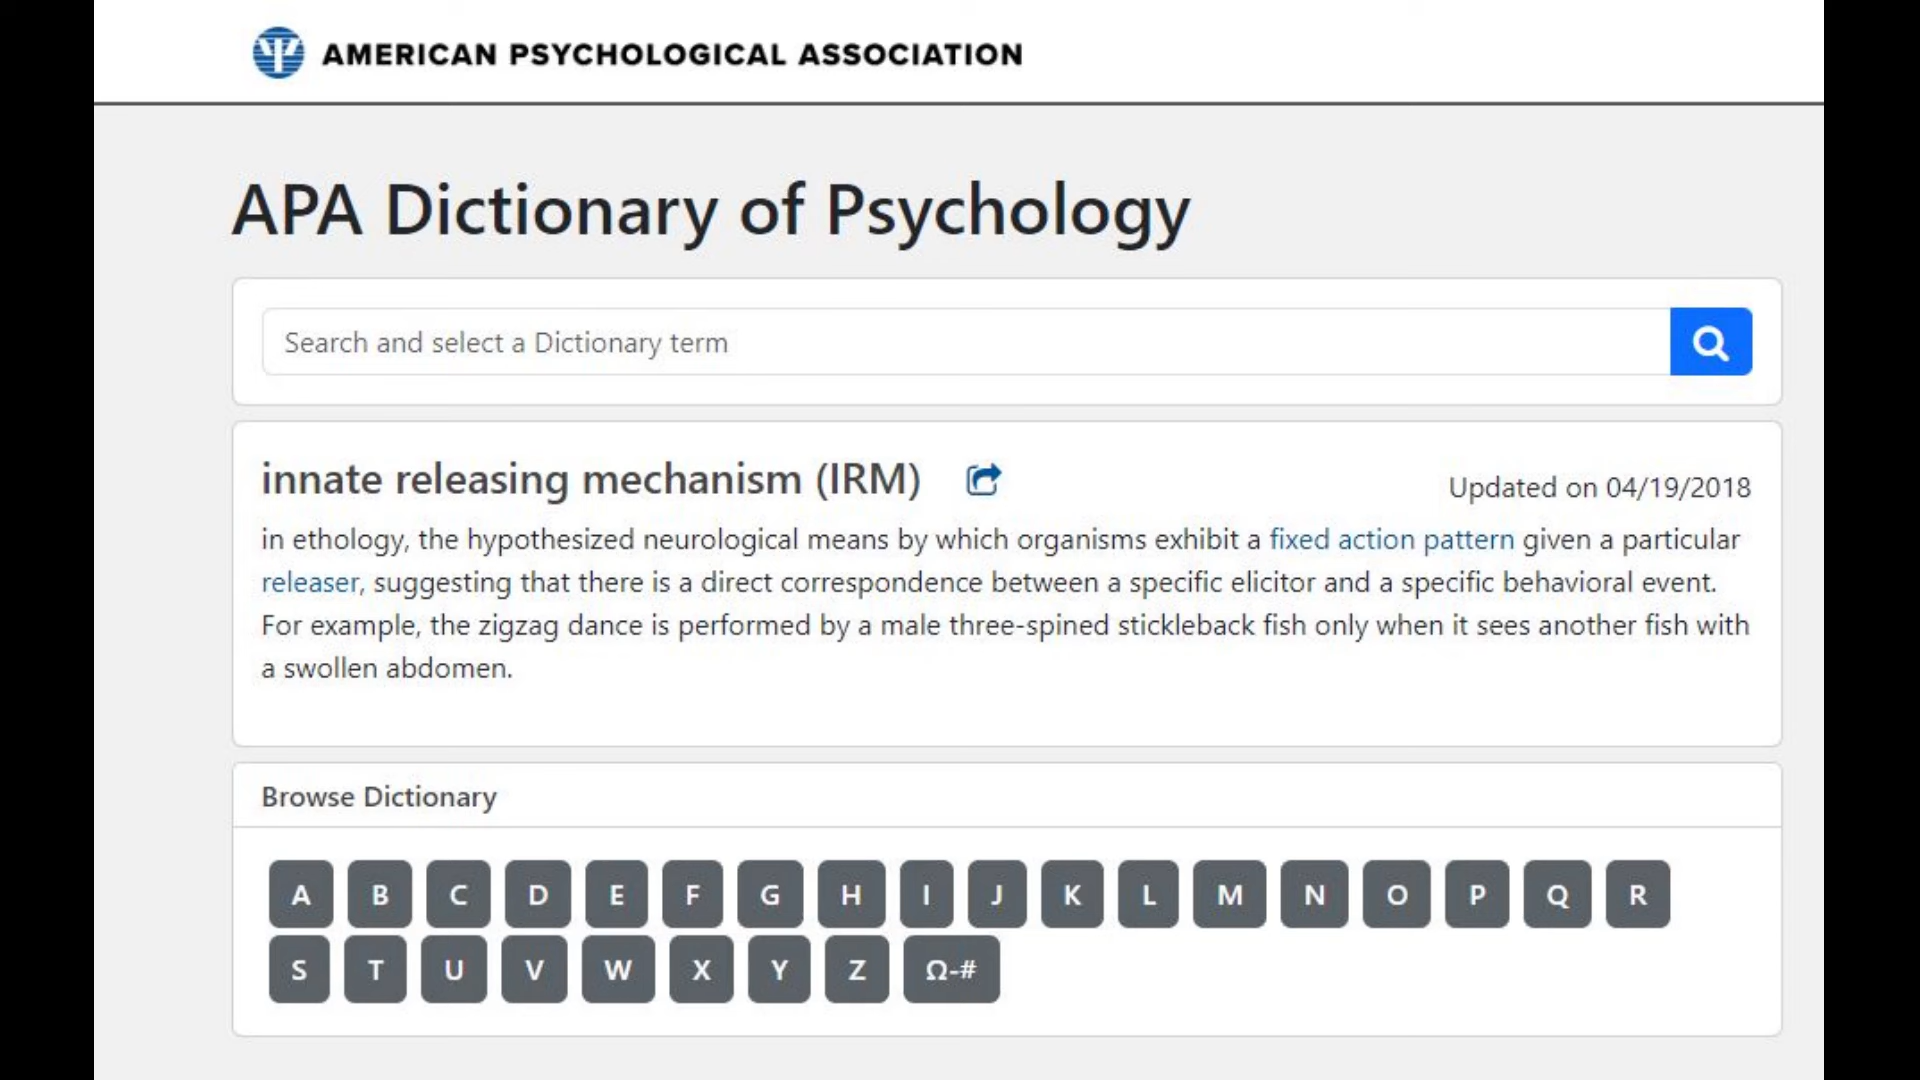 AMERICAN PSYCHOLOGICAL ASSOCIATION
APA Dictionary of Psychology
Search and select a Dictionary term
innate releasing mechanism (IRM)
Updated on 04/19/2018
in ethology, the hypothesized neurological means by which organisms exhibit a fixed action pattern given a particular
releaser, suggesting that there is a direct correspondence between a specific elicitor and a specific behavioral event.
For example, the zigzag dance is performed by a male three-spined stickleback fish only when it sees another fish with
a swollen abdomen.
Browse Dictionary
A B C D E F G H I J K L M N O P Q R
S T U V W X Y Z Ω-#